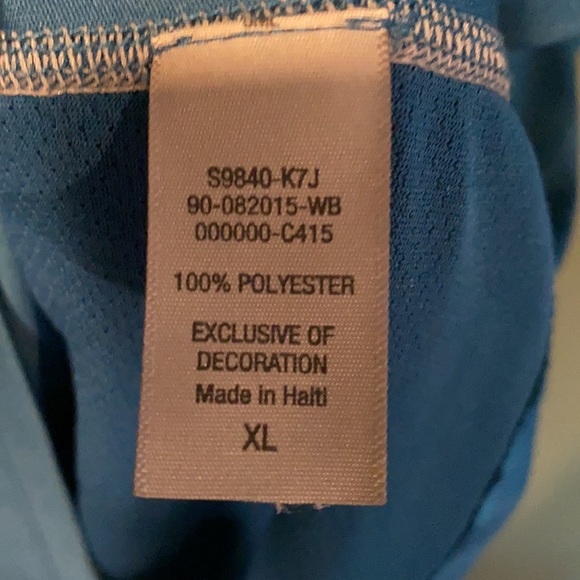 S9840-K7J
90-082015-WB
000000-C415
100% POLYESTER
EXCLUSIVE OF
DECORATION
Made in Haiti
XL